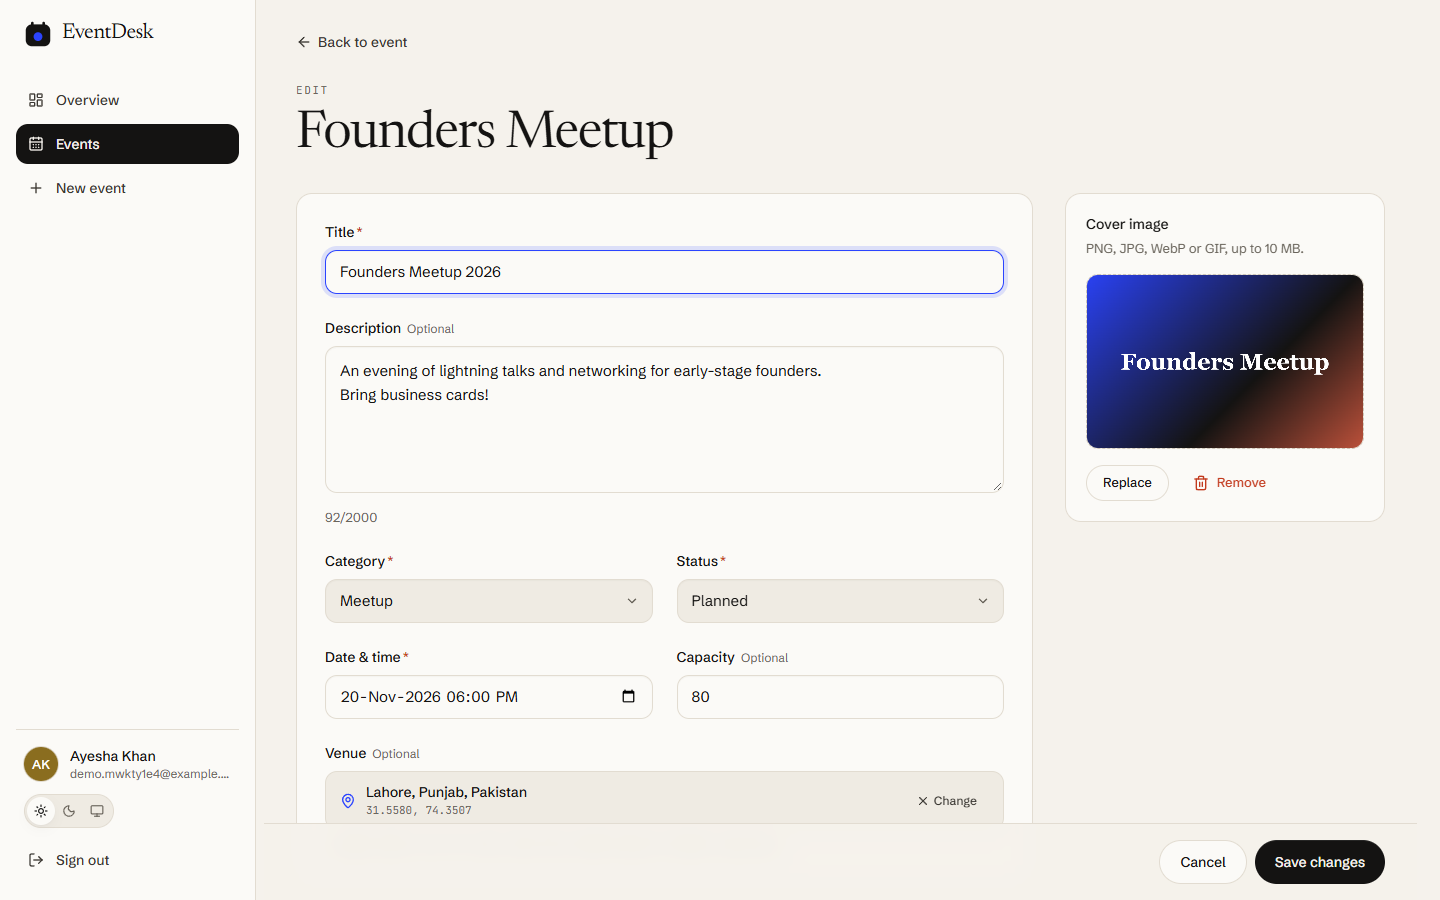 EventDesk
Overview
Events
New event
Ayesha Khan
demo.mwkty1e4@example....
Sign out
Back to event
EDIT
Founders Meetup
Title*
Founders Meetup 2026
Description Optional
An evening of lightning talks and networking for early-stage founders.
Bring business cards!
92/2000
Category* Status*
Meetup Planned
Date & time* Capacity Optional
20-Nov-2026 06:00 PM 80
Venue Optional
Lahore, Punjab, Pakistan
31.5580, 74.3507
Change
Cover image
PNG, JPG, WebP or GIF, up to 10 MB.
Founders Meetup
Replace Remove
Cancel Save changes
AK